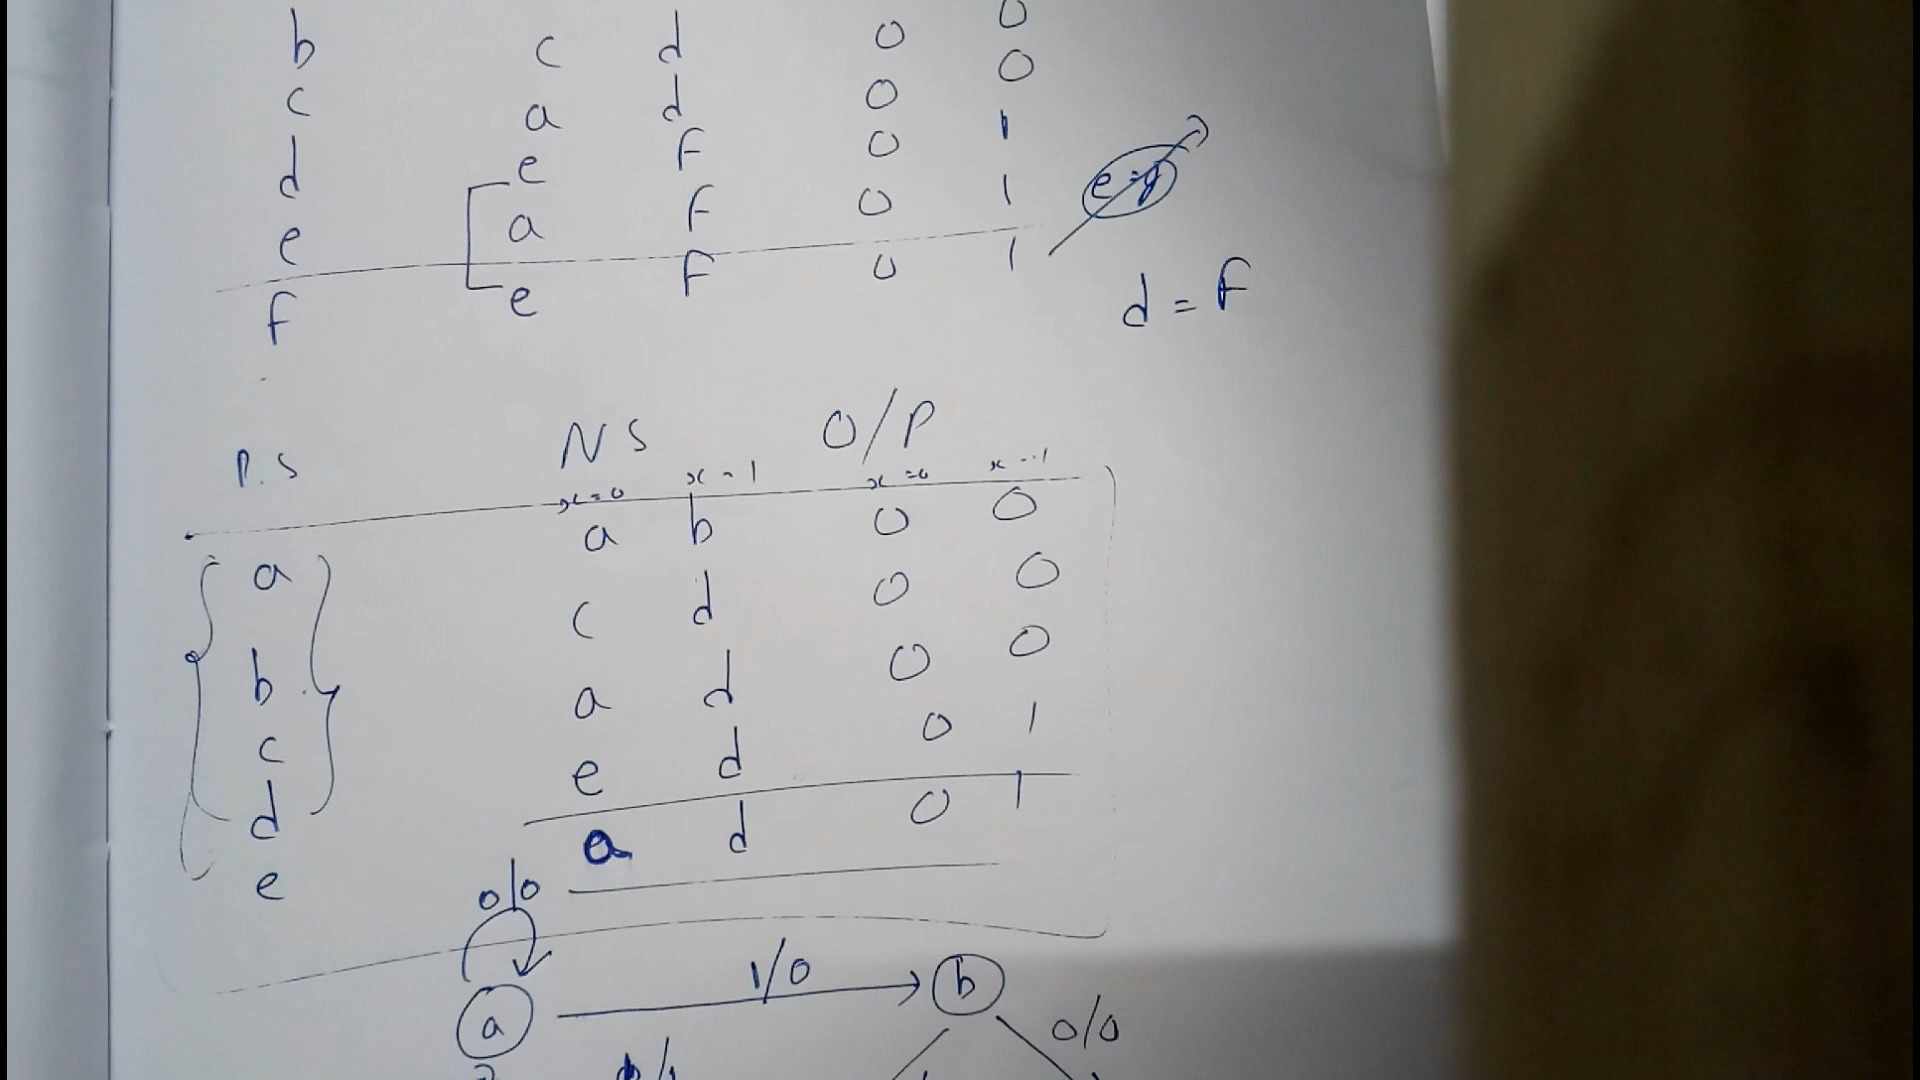 0
b c d 0 0
c a d 0 1
d e F 0 1
e a F 0 1
F e F 0
e=g
d = F
P.S NS O/P
x=0 x=1 x=0 x=1
a a b 0 0
b c d 0 0
c a d 0 0
d e d 0 1
e a d 0 1
0/0
1/0
a b
0/0